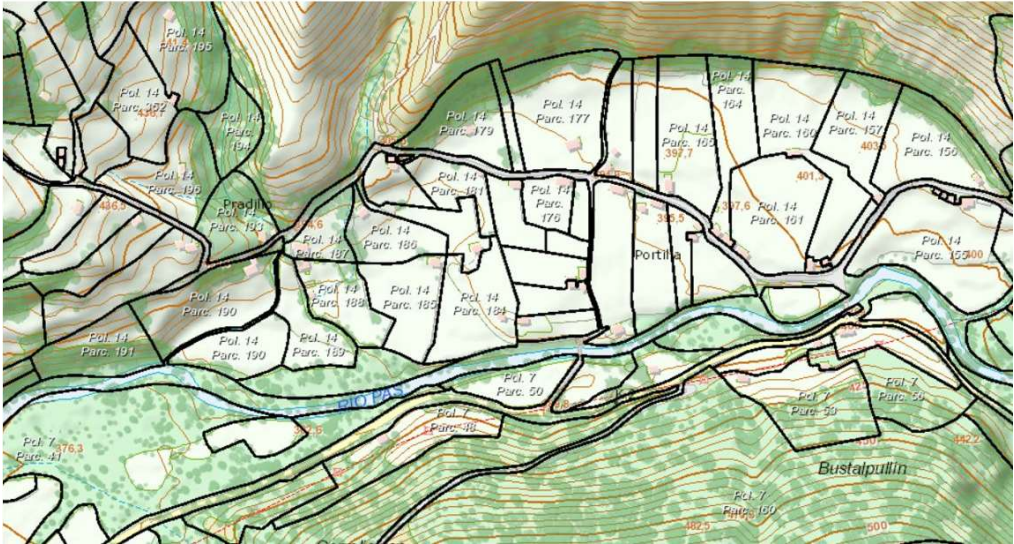 Pol. 14
Parc. 195
Pol. 14
Parc. 352
Pol. 14
Parc.
194
Pol. 14
Parc. 196
436,5
Pradillo
Pol. 14
Parc. 193
Pol. 14
Parc. 187
Pol. 14
Parc. 179
Pol. 14
Parc. 177
Pol. 14
Parc.
164
Pol. 14
Parc. 165
397,7
Pol. 14
Parc. 160
Pol. 14
Parc. 157
403,5
Pol. 14
Parc. 156
401,3
Pol. 14
Parc. 181
Pol. 14
Parc.
176
395,5
397,6
Pol. 14
Parc. 161
Pol. 14
Parc. 186
Portilla
Pol. 14
Parc. 155
400
Pol. 14
Parc. 188
Pol. 14
Parc. 185
Pol. 14
Parc. 184
Pol. 14
Parc. 190
Pol. 14
Parc. 191
Pol. 14
Parc. 190
Pol. 14
Parc. 189
RIO PAS
Pol. 7
Parc. 50
Pol. 7
Parc. 48
Pol. 7
Parc. 53
Pol. 7
Pol. 7
Parc. 41
376,3
442,2
Bustalpullin
Pol. 7
Parc. 160
482,5
500